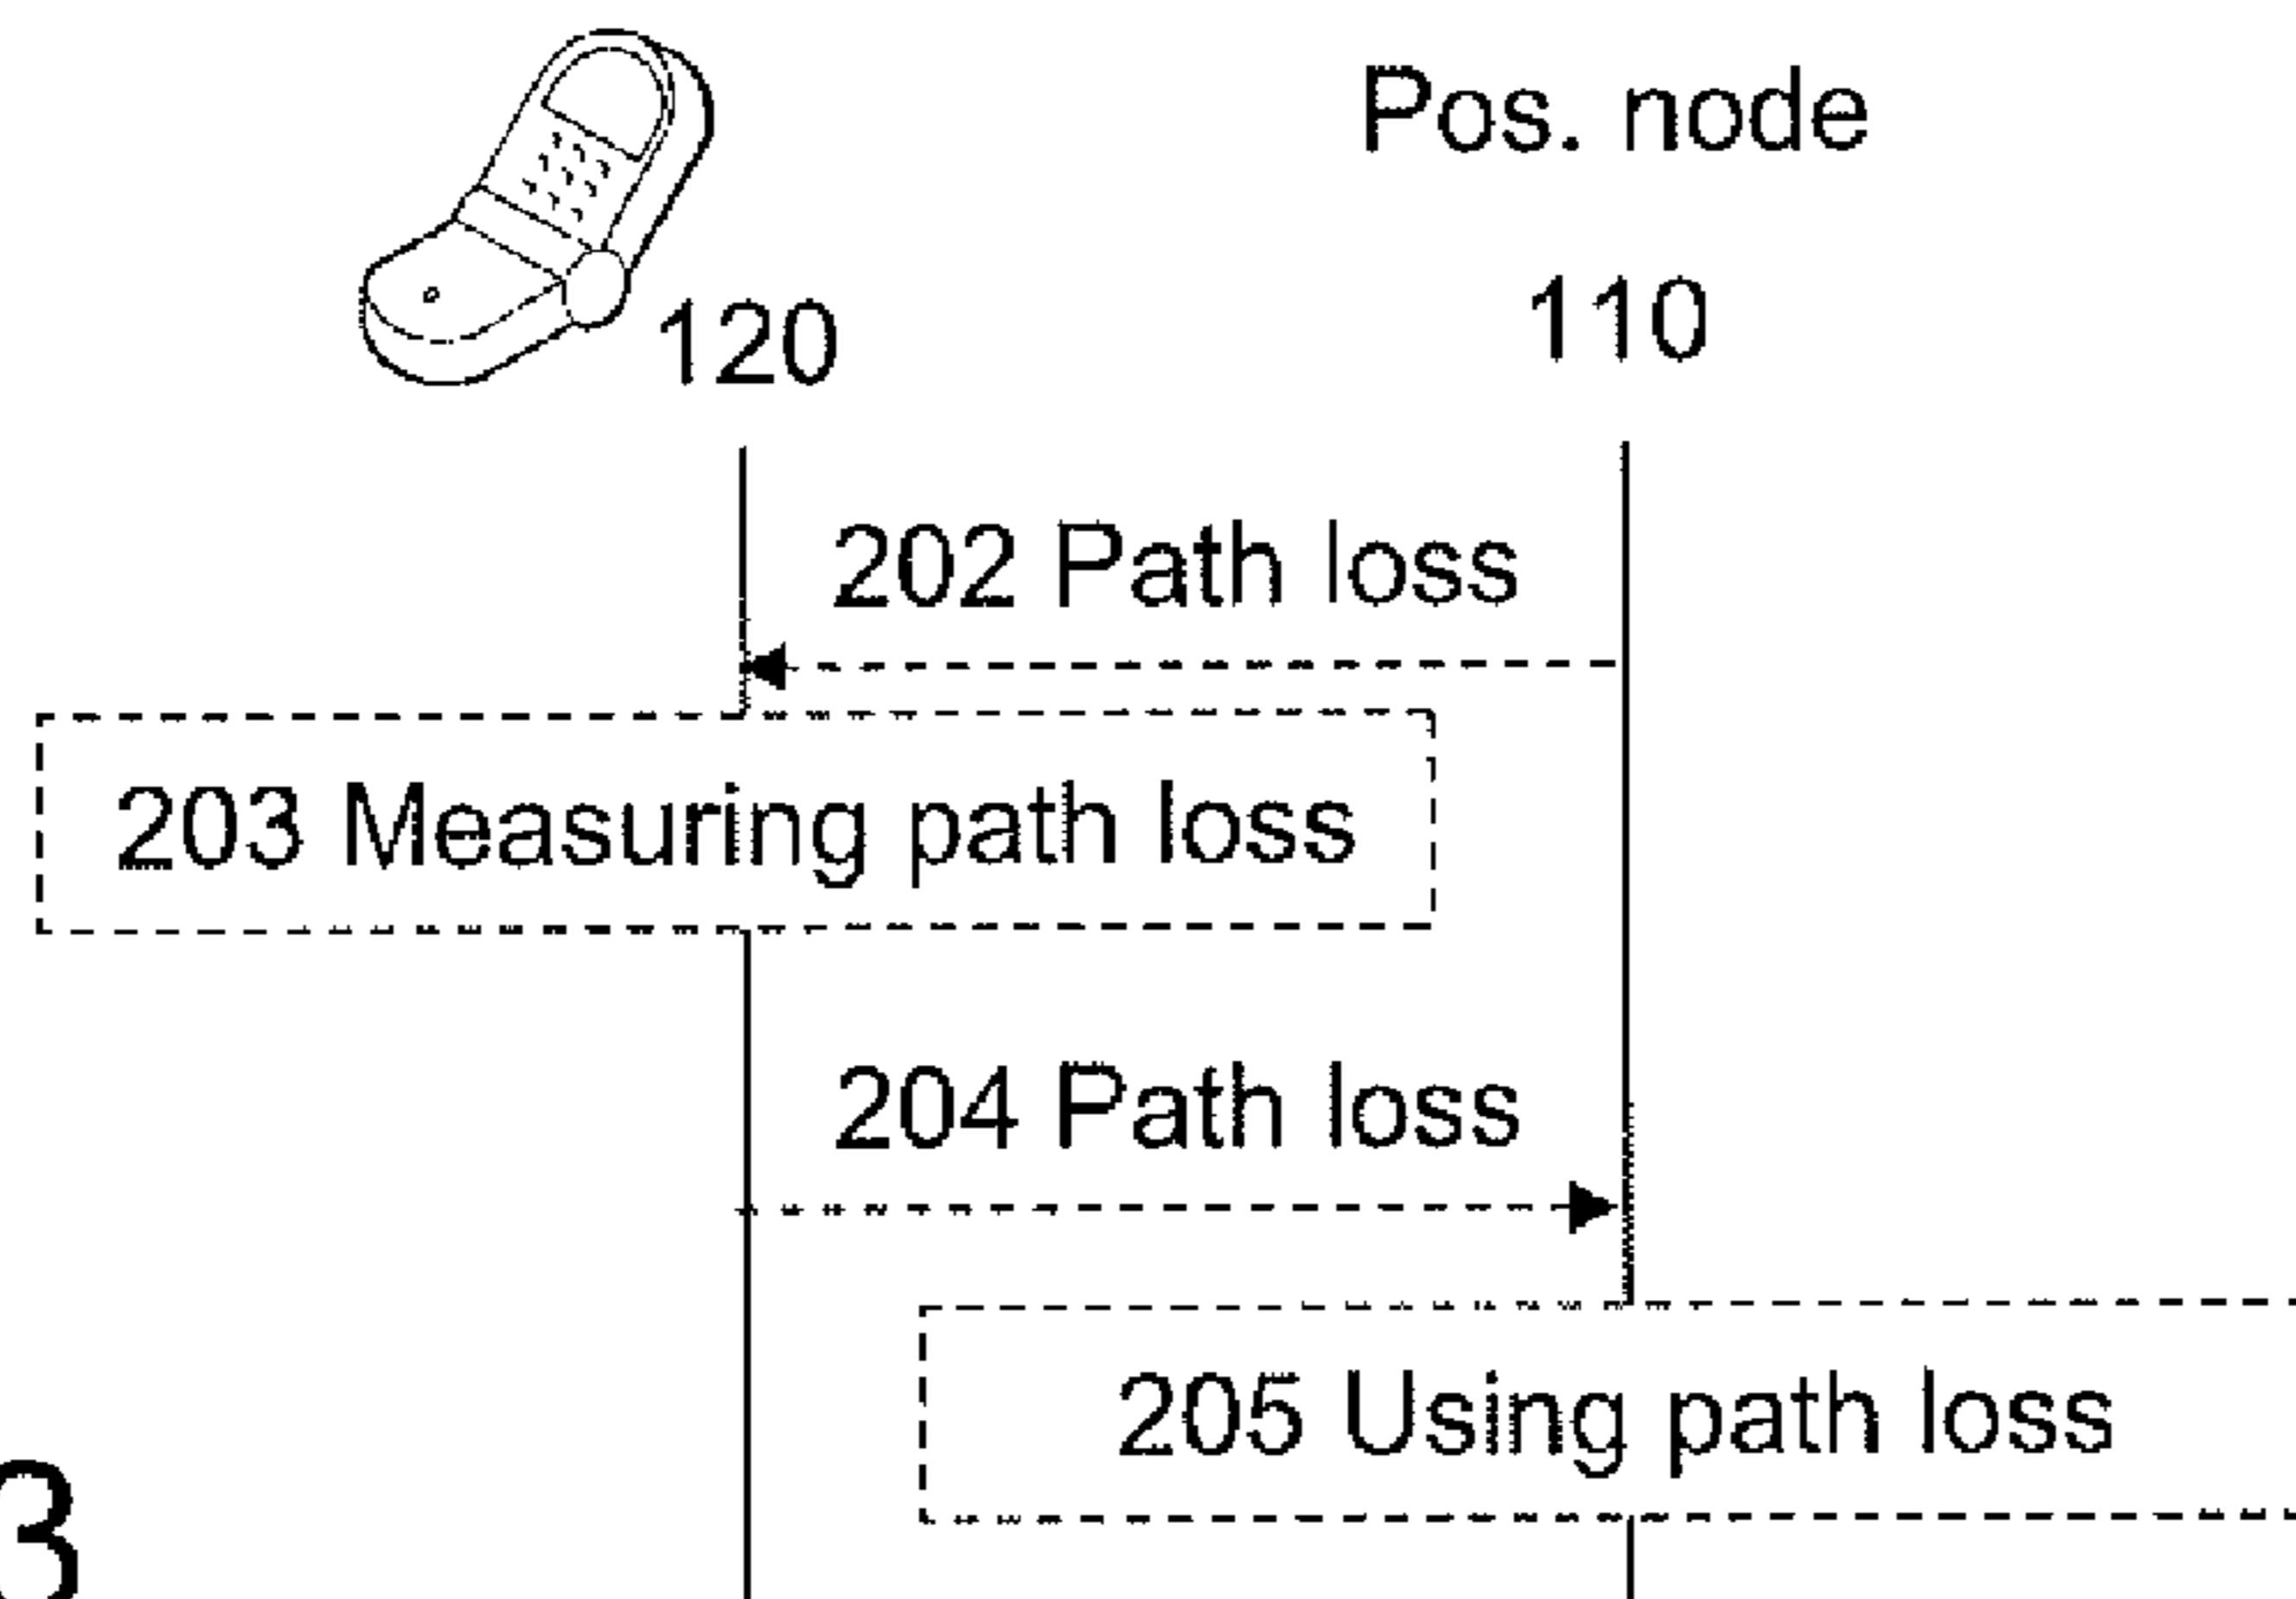 Pos. node
110
120
202 Path loss
203 Measuring path loss
204 Path loss
205 Using path loss
3